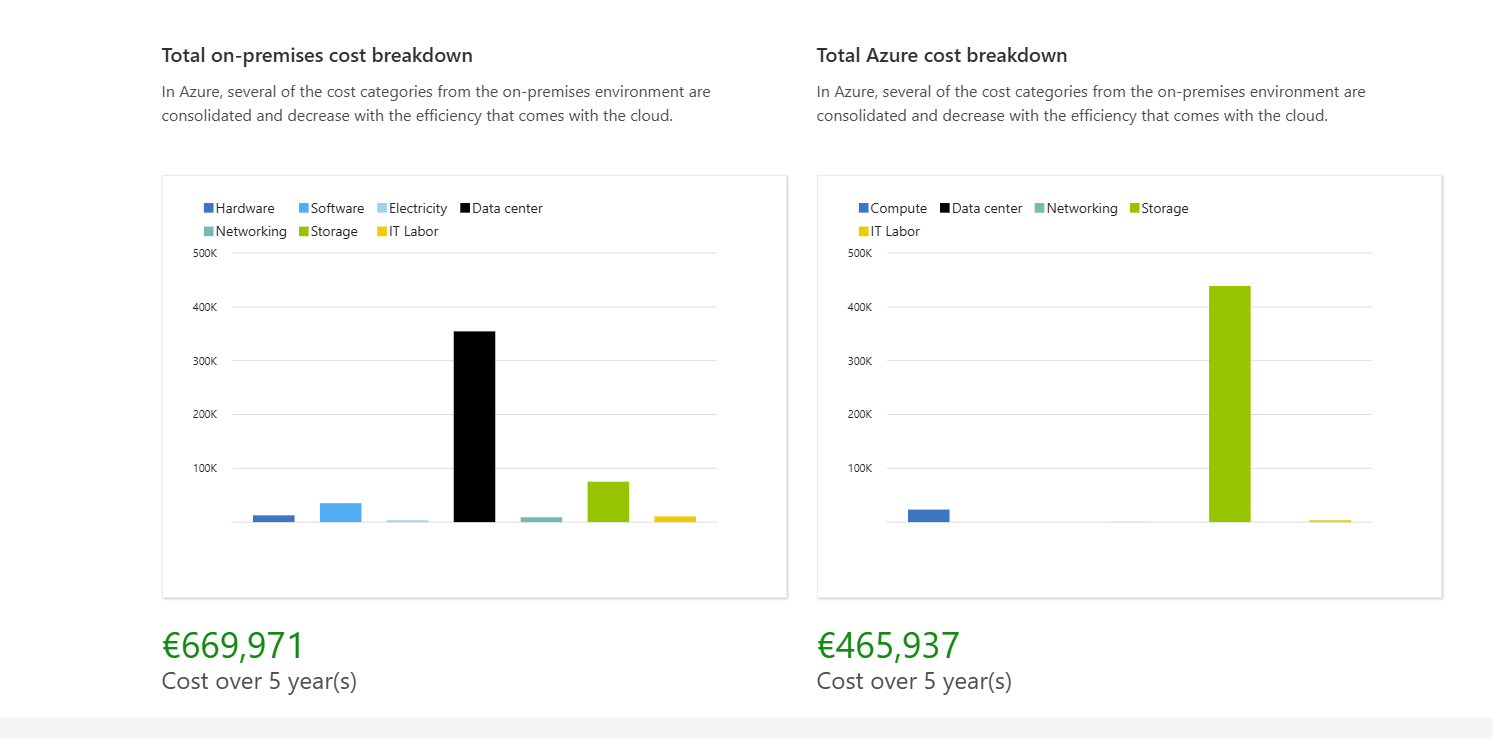 Total on-premises cost breakdown
In Azure, several of the cost categories from the on-premises environment are
consolidated and decrease with the efficiency that comes with the cloud.
Hardware Software Electricity Data center
Networking Storage IT Labor
500K
400K
300K
200K
100K
€669,971
Cost over 5 year(s)
Total Azure cost breakdown
In Azure, several of the cost categories from the on-premises environment are
consolidated and decrease with the efficiency that comes with the cloud.
Compute Data center Networking Storage
IT Labor
500K
400K
300K
200K
100K
€465,937
Cost over 5 year(s)